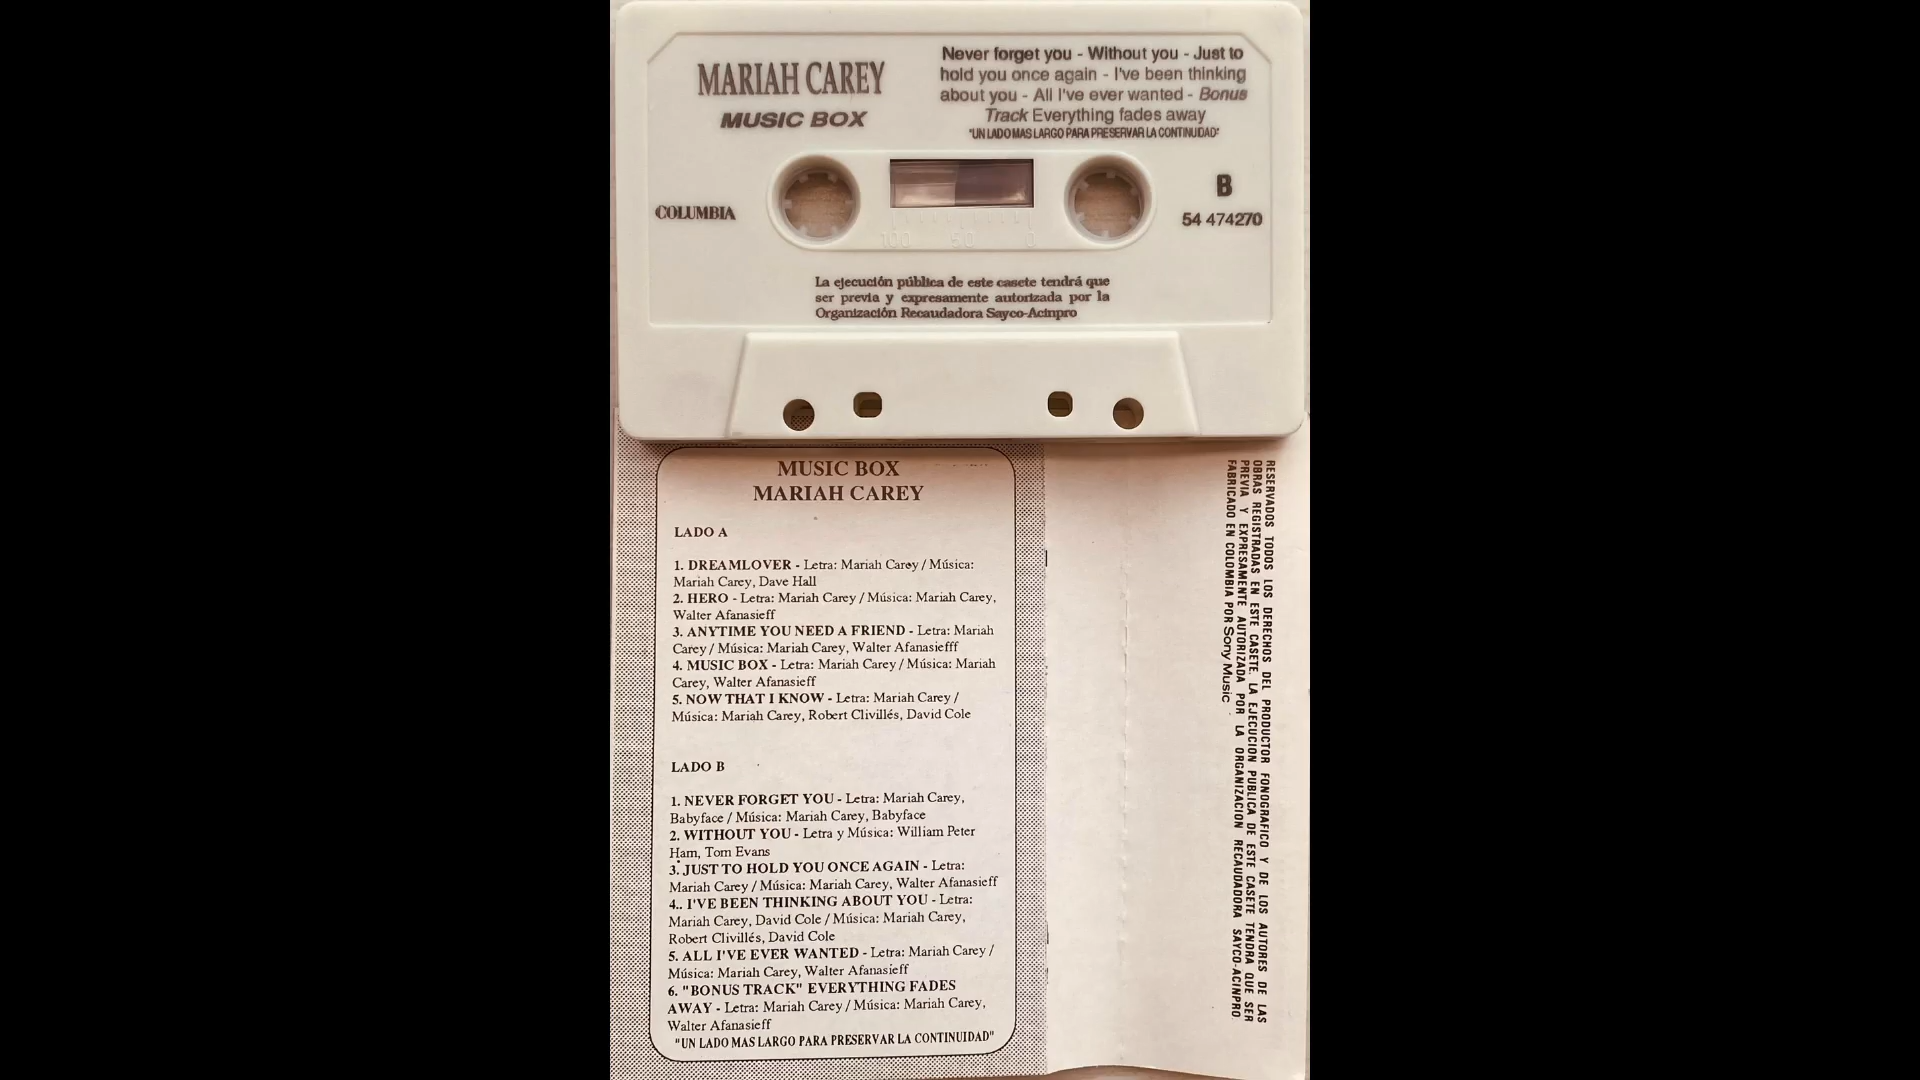 MARIAH CAREY
MUSIC BOX
Never forget you - Without you - Just to
hold you once again - I've been thinking
about you - All I've ever wanted - Bonus
Track Everything fades away
"UN LADO MAS LARGO PARA PRESERVAR LA CONTINUIDAD"
COLUMBIA
100 50 0
B
54 474270
La ejecución pública de este casete tendrá que
ser previa y expresamente autorizada por la
Organización Recaudadora Sayco-Acinpro
MUSIC BOX
MARIAH CAREY
LADO A
1. DREAMLOVER - Letra: Mariah Carey / Música:
Mariah Carey, Dave Hall
2. HERO - Letra: Mariah Carey / Música: Mariah Carey,
Walter Afanasieff
3. ANYTIME YOU NEED A FRIEND - Letra: Mariah
Carey / Música: Mariah Carey, Walter Afanasiefff
4. MUSIC BOX - Letra: Mariah Carey / Música: Mariah
Carey, Walter Afanasieff
5. NOW THAT I KNOW - Letra: Mariah Carey /
Música: Mariah Carey, Robert Clivillés, David Cole
LADO B
1. NEVER FORGET YOU - Letra: Mariah Carey,
Babyface / Música: Mariah Carey, Babyface
2. WITHOUT YOU - Letra y Música: William Peter
Ham, Tom Evans
3. JUST TO HOLD YOU ONCE AGAIN - Letra:
Mariah Carey / Música: Mariah Carey, Walter Afanasieff
4.. I'VE BEEN THINKING ABOUT YOU - Letra:
Mariah Carey, David Cole / Música: Mariah Carey,
Robert Clivillés, David Cole
5. ALL I'VE EVER WANTED - Letra: Mariah Carey /
Música: Mariah Carey, Walter Afanasieff
6. "BONUS TRACK" EVERYTHING FADES
AWAY - Letra: Mariah Carey / Música: Mariah Carey,
Walter Afanasieff
"UN LADO MAS LARGO PARA PRESERVAR LA CONTINUIDAD"
RESERVADOS TODOS LOS DERECHOS DEL PRODUCTOR FONOGRAFICO Y DE LOS AUTORES DE LAS
OBRAS REGISTRADAS EN ESTE CASETE. LA EJECUCION PUBLICA DE ESTE CASETE TENDRA QUE SER
PREVIA Y EXPRESAMENTE AUTORIZADA POR LA ORGANIZACION RECAUDADORA SAYCO-ACINPRO
FABRICADO EN COLOMBIA POR Sony Music